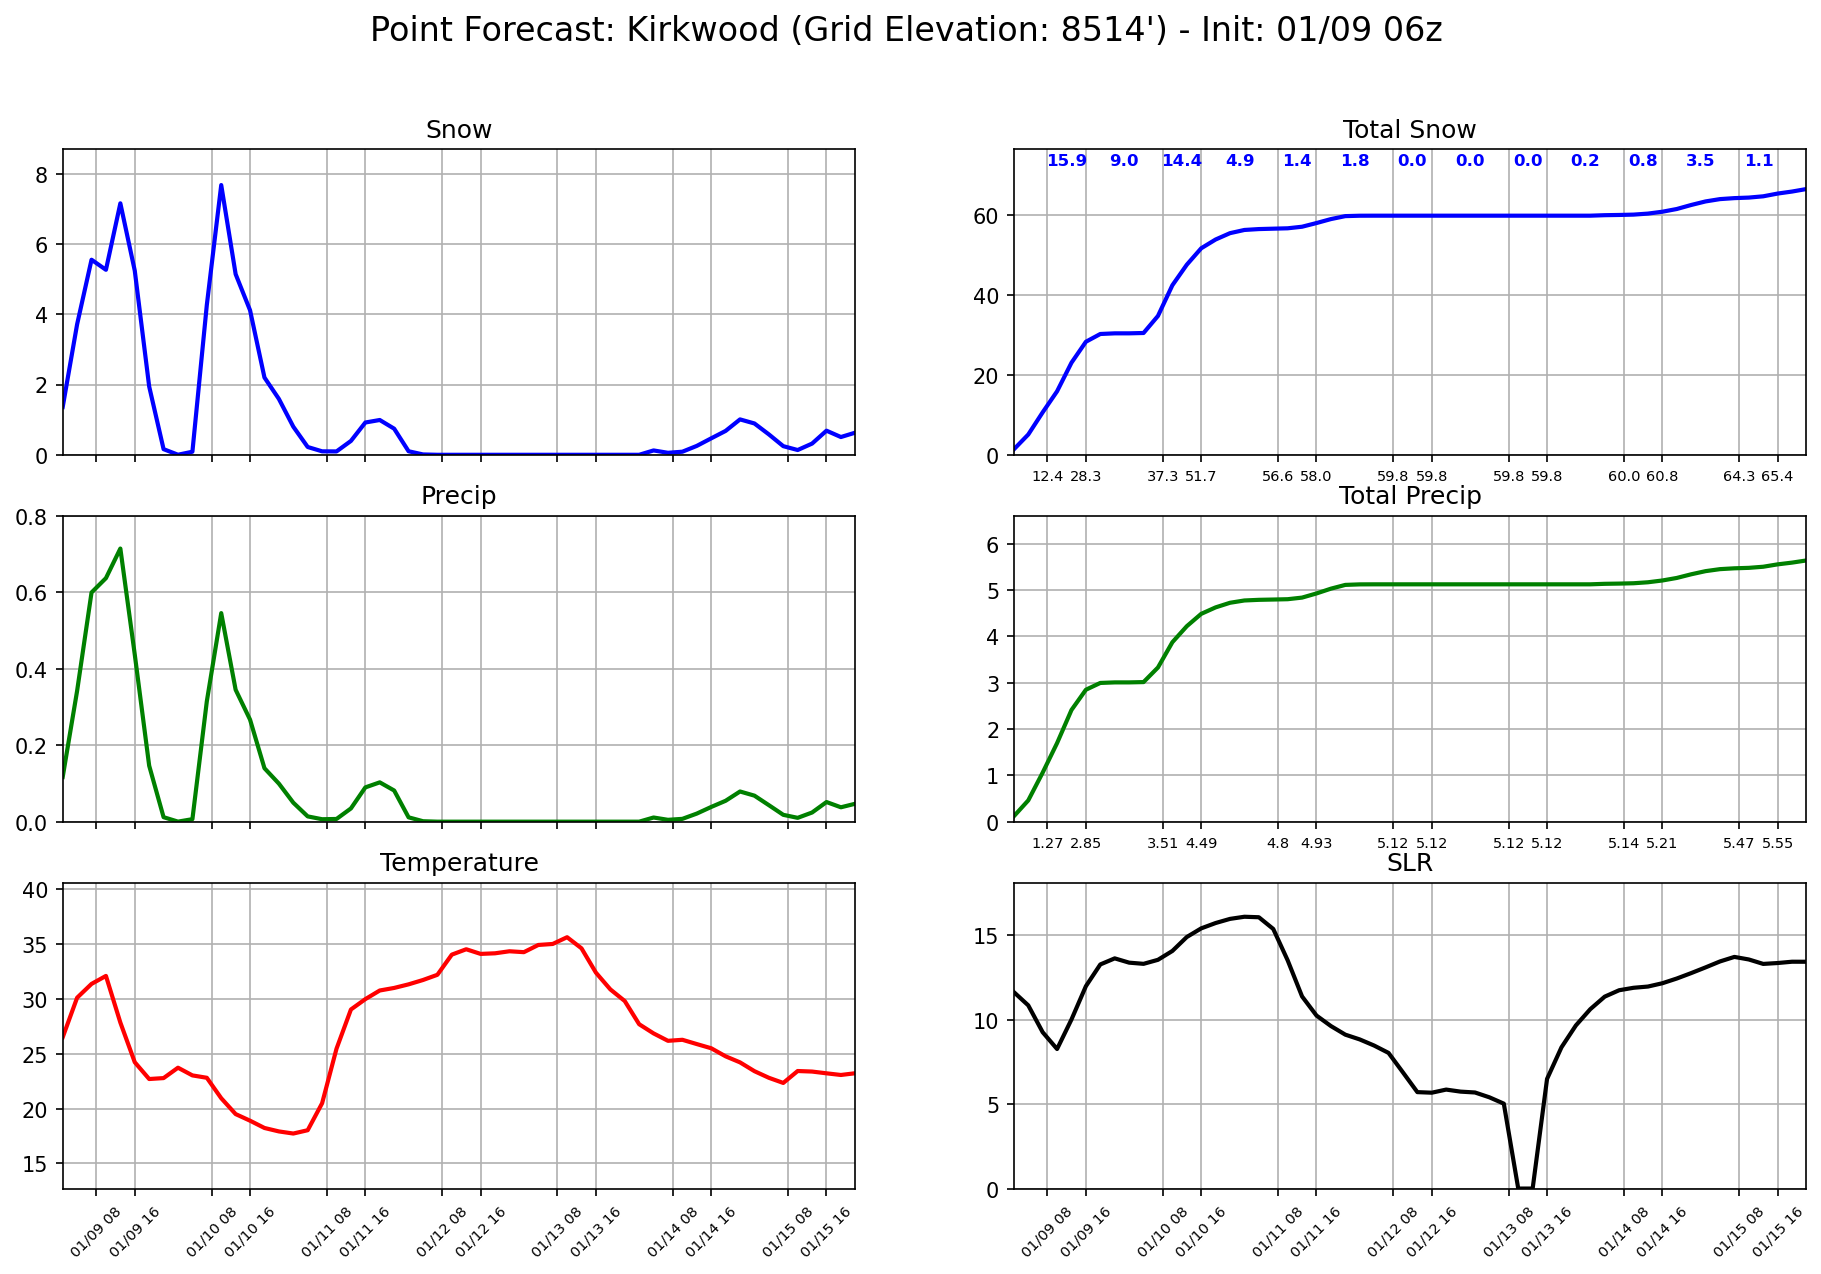 Point Forecast: Kirkwood (Grid Elevation: 8514') - Init: 01/09 06z
Snow
8
6
4
2
0
Total Snow
15.9 9.0 14.4 4.9 1.4 1.8 0.0 0.0 0.0 0.2 0.8 3.5 1.1
60
40
20
0
12.4 28.3 37.3 51.7 56.6 58.0 59.8 59.8 59.8 59.8 60.0 60.8 64.3 65.4
Precip
0.8
0.6
0.4
0.2
0.0
Total Precip
6
5
4
3
2
1
0
1.27 2.85 3.51 4.49 4.8 4.93 5.12 5.12 5.12 5.12 5.14 5.21 5.47 5.55
Temperature
40
35
30
25
20
15
01/09 08 01/09 16 01/10 08 01/10 16 01/11 08 01/11 16 01/12 08 01/12 16 01/13 08 01/13 16 01/14 08 01/14 16 01/15 08 01/15 16
SLR
15
10
5
0
01/09 08 01/09 16 01/10 08 01/10 16 01/11 08 01/11 16 01/12 08 01/12 16 01/13 08 01/13 16 01/14 08 01/14 16 01/15 08 01/15 16